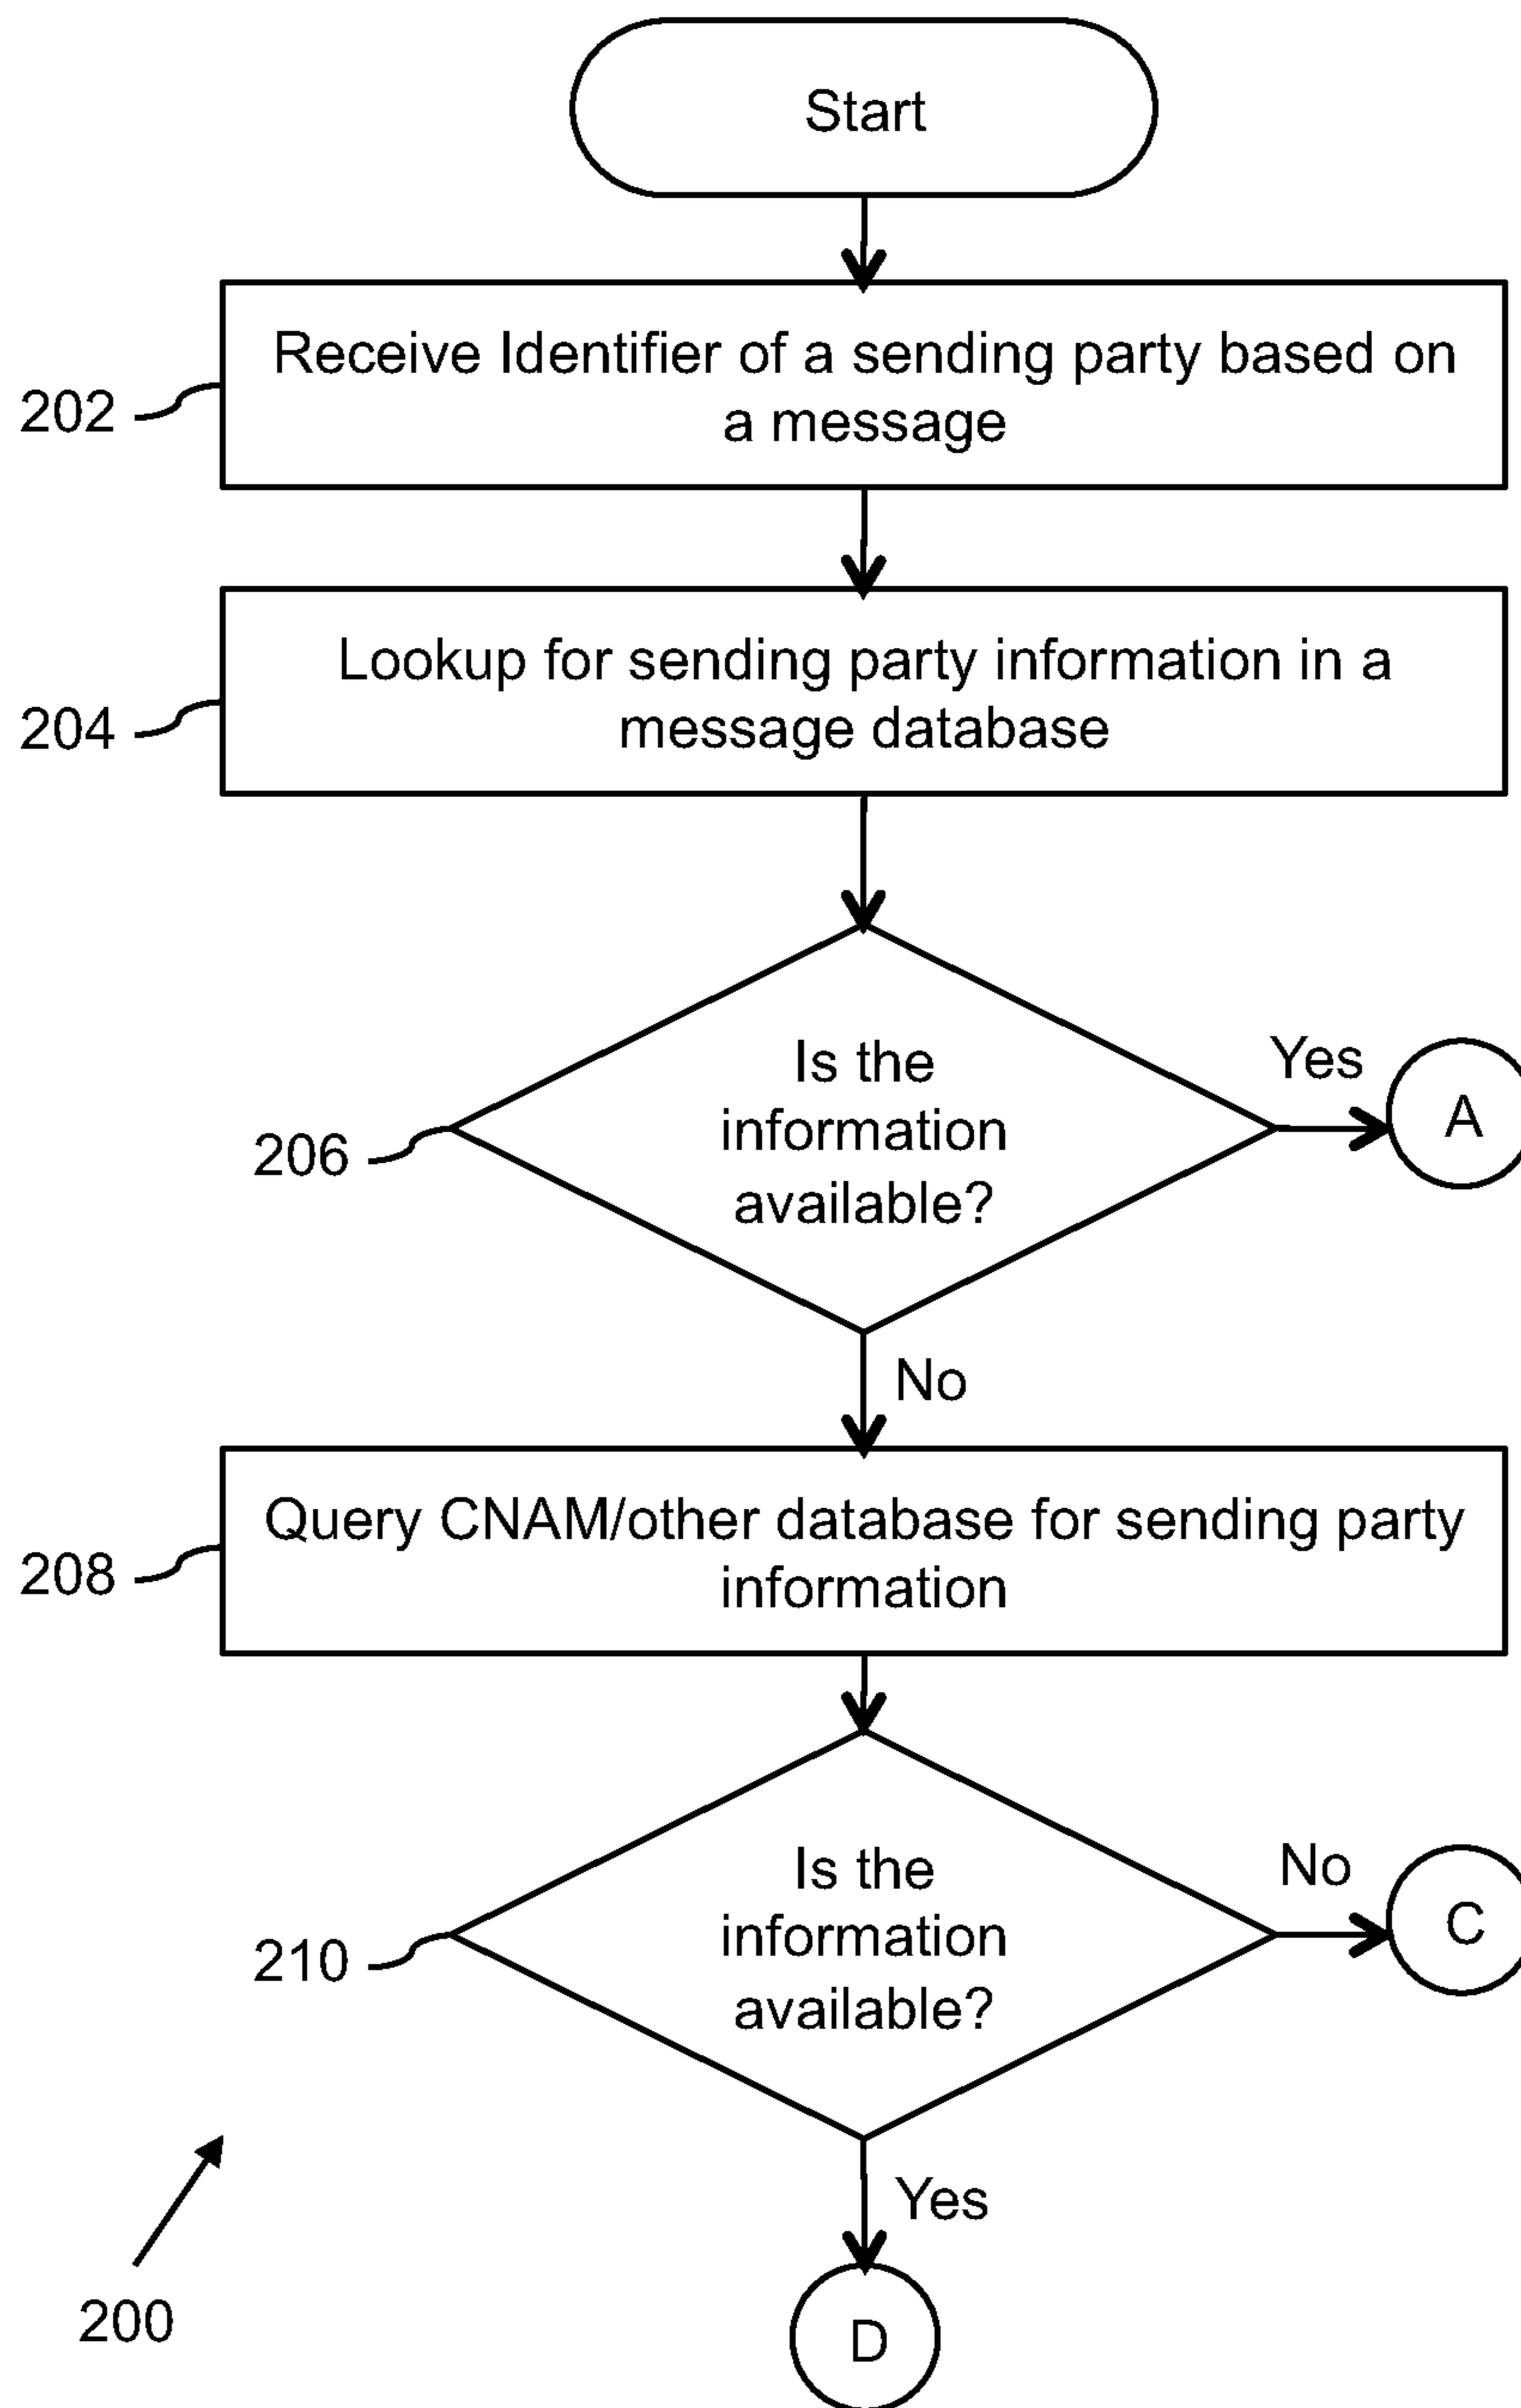 Start
Receive Identifier of a sending party based on
a message
202
Lookup for sending party information in a
message database
204
Is the
information
available?
Yes
A
206
No
Query CNAM/other database for sending party
information
208
Is the
information
available?
No
C
210
Yes
D
200